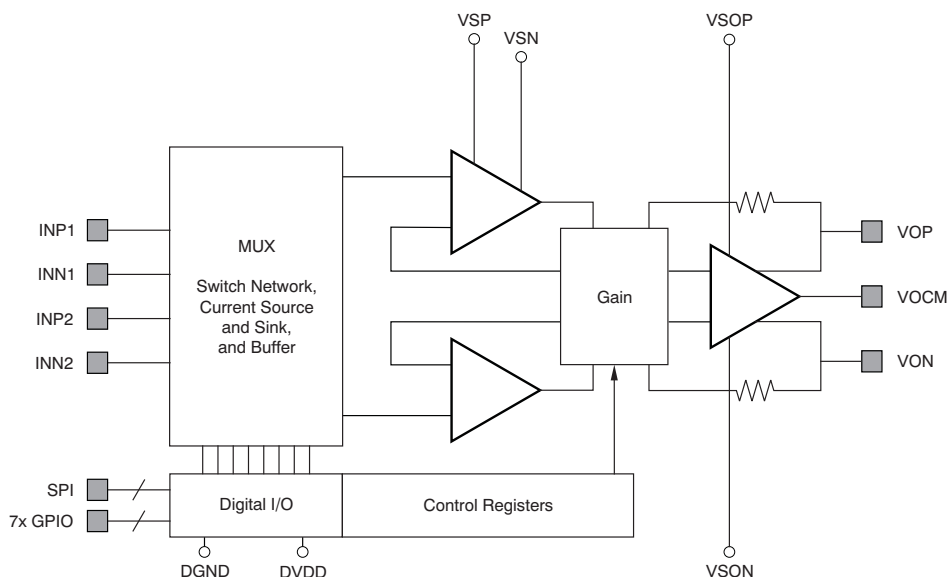 VSP
VSN
VSOP
INP1
INN1
INP2
INN2
MUX
Switch Network,
Current Source
and Sink,
and Buffer
Gain
VOP
VOCM
VON
SPI
7x GPIO
Digital I/O
Control Registers
DGND
DVDD
VSON